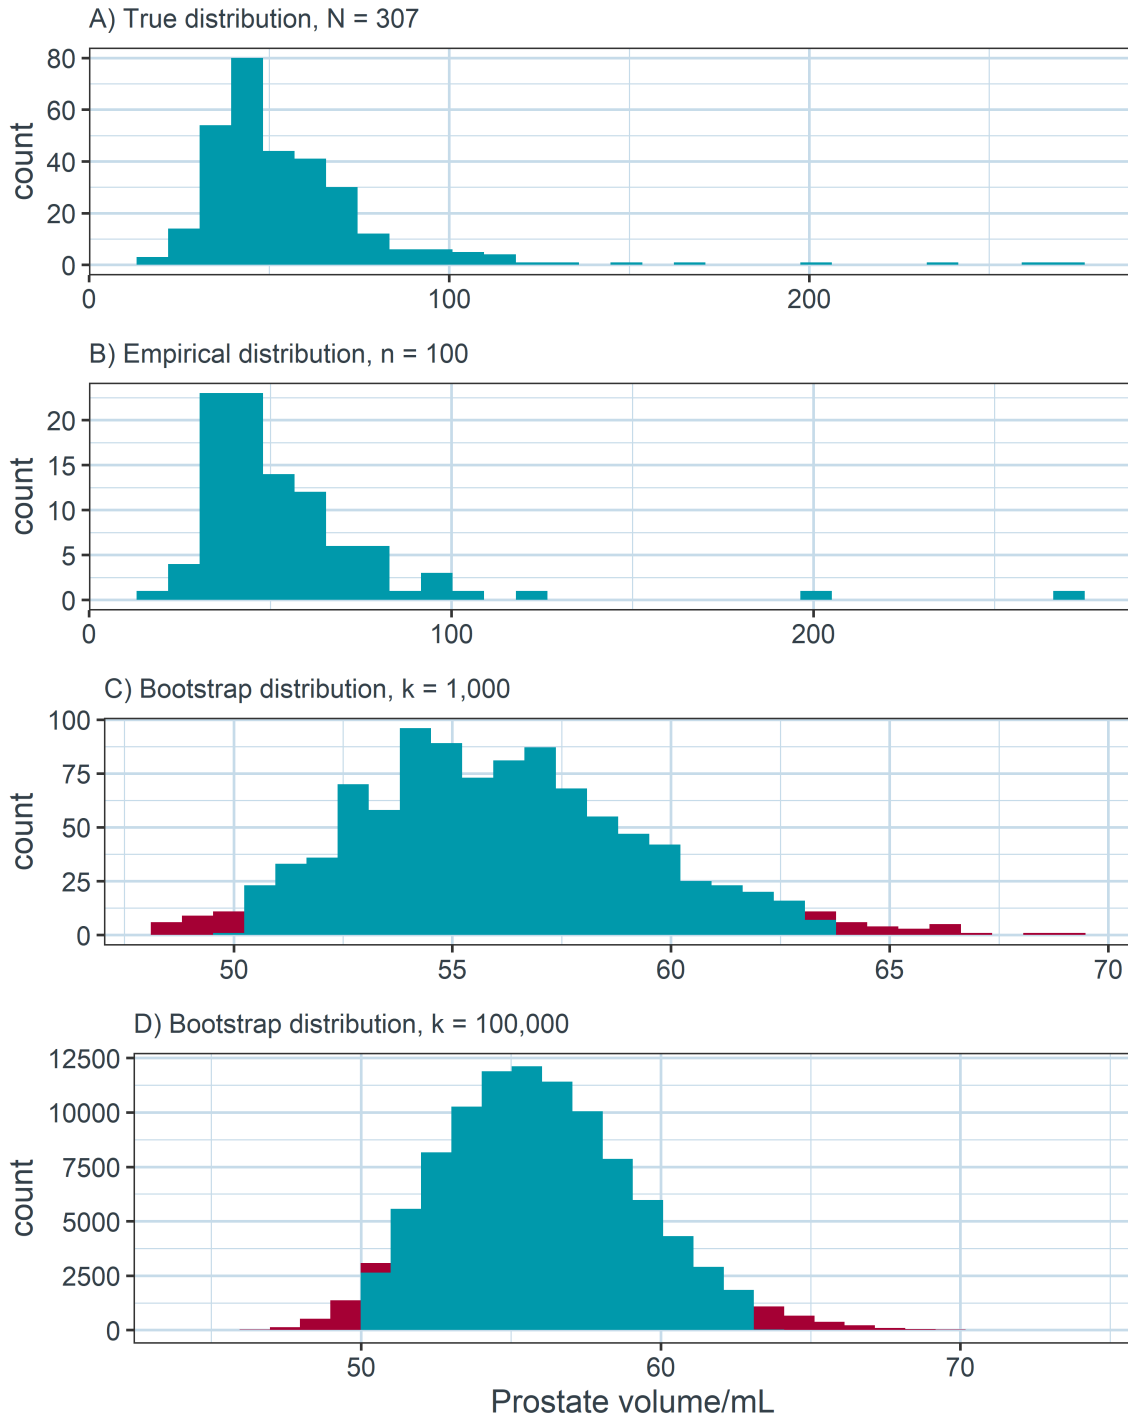 A) True distribution, N = 307
80
60
40
20
0
count
0 100 200
B) Empirical distribution, n = 100
20
15
10
5
0
count
0 100 200
C) Bootstrap distribution, k = 1,000
100
75
50
25
0
count
50 55 60 65 70
D) Bootstrap distribution, k = 100,000
12500
10000
7500
5000
2500
0
count
50 60 70
Prostate volume/mL